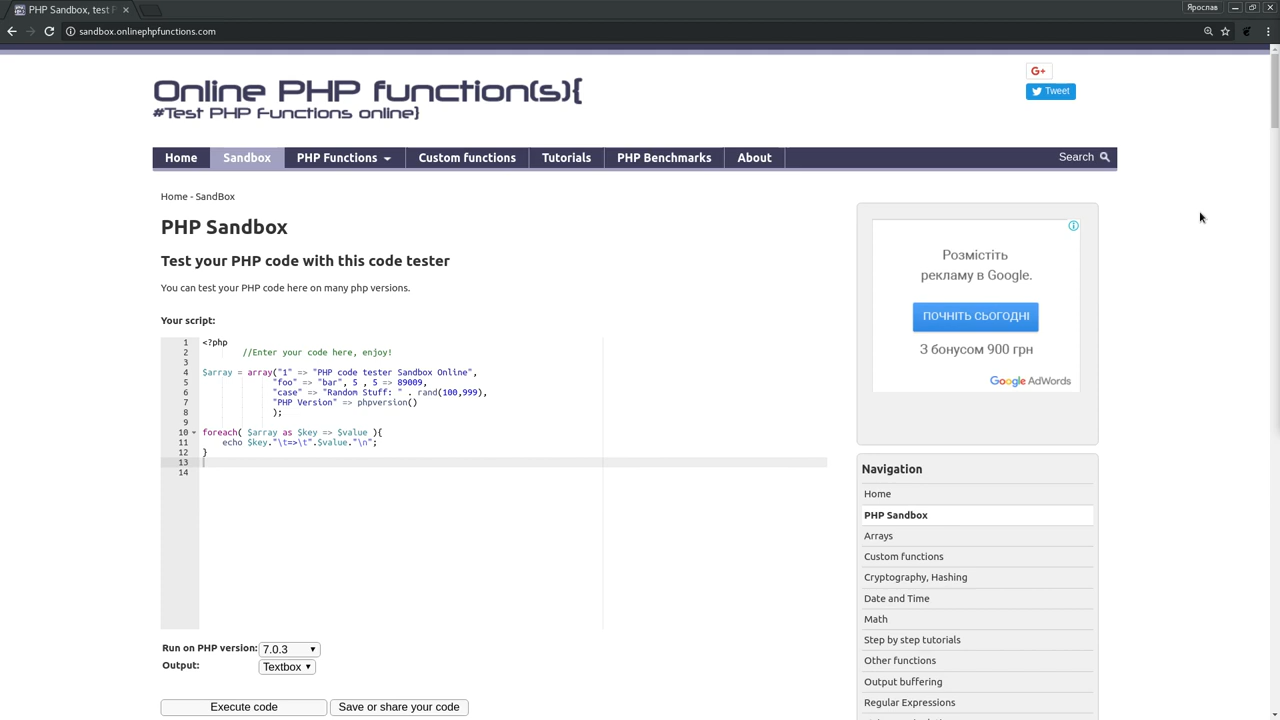 PHP Sandbox, test P
Ярослав
sandbox.onlinephpfunctions.com
Online PHP function(s){
#Test PHP Functions online}
G+
Tweet
Home Sandbox PHP Functions Custom functions Tutorials PHP Benchmarks About Search
Home - SandBox
PHP Sandbox
Test your PHP code with this code tester
You can test your PHP code here on many php versions.
Your script:
1 <?php
2 //Enter your code here, enjoy!
3
4 $array = array("1" => "PHP code tester Sandbox Online",
5 "foo" => "bar", 5 , 5 => 89009,
6 "case" => "Random Stuff: " . rand(100,999),
7 "PHP Version" => phpversion()
8 );
9
10 foreach( $array as $key => $value ){
11 echo $key."\t=>\t".$value."\n";
12 }
13
14
Run on PHP version: 7.0.3
Output: Textbox
Execute code Save or share your code
Розмістіть
рекламу в Google.
ПОЧНІТЬ СЬОГОДНІ
З бонусом 900 грн
Google AdWords
Navigation
Home
PHP Sandbox
Arrays
Custom functions
Cryptography, Hashing
Date and Time
Math
Step by step tutorials
Other functions
Output buffering
Regular Expressions